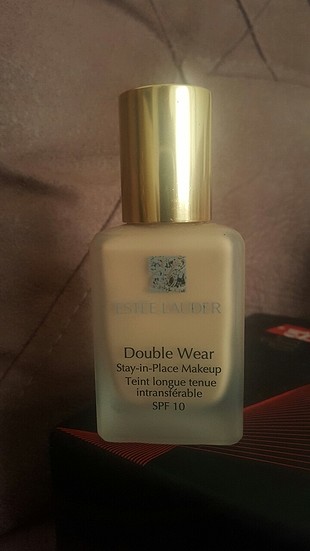 ESTEE LAUDER
Double Wear
Stay-in-Place Makeup
Teint longue tenue
intransférable
SPF 10